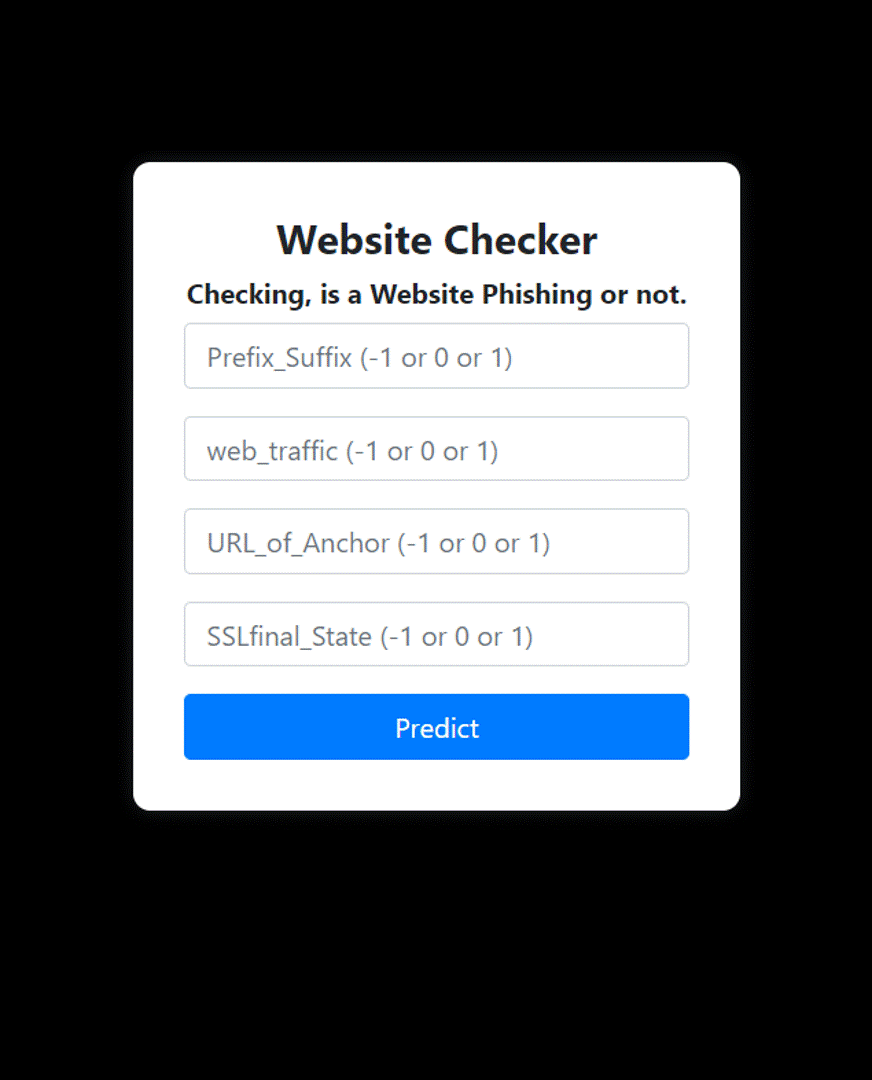 Website Checker
Checking, is a Website Phishing or not.
Prefix_Suffix (-1 or 0 or 1)
web_traffic (-1 or 0 or 1)
URL_of_Anchor (-1 or 0 or 1)
SSLfinal_State (-1 or 0 or 1)
Predict